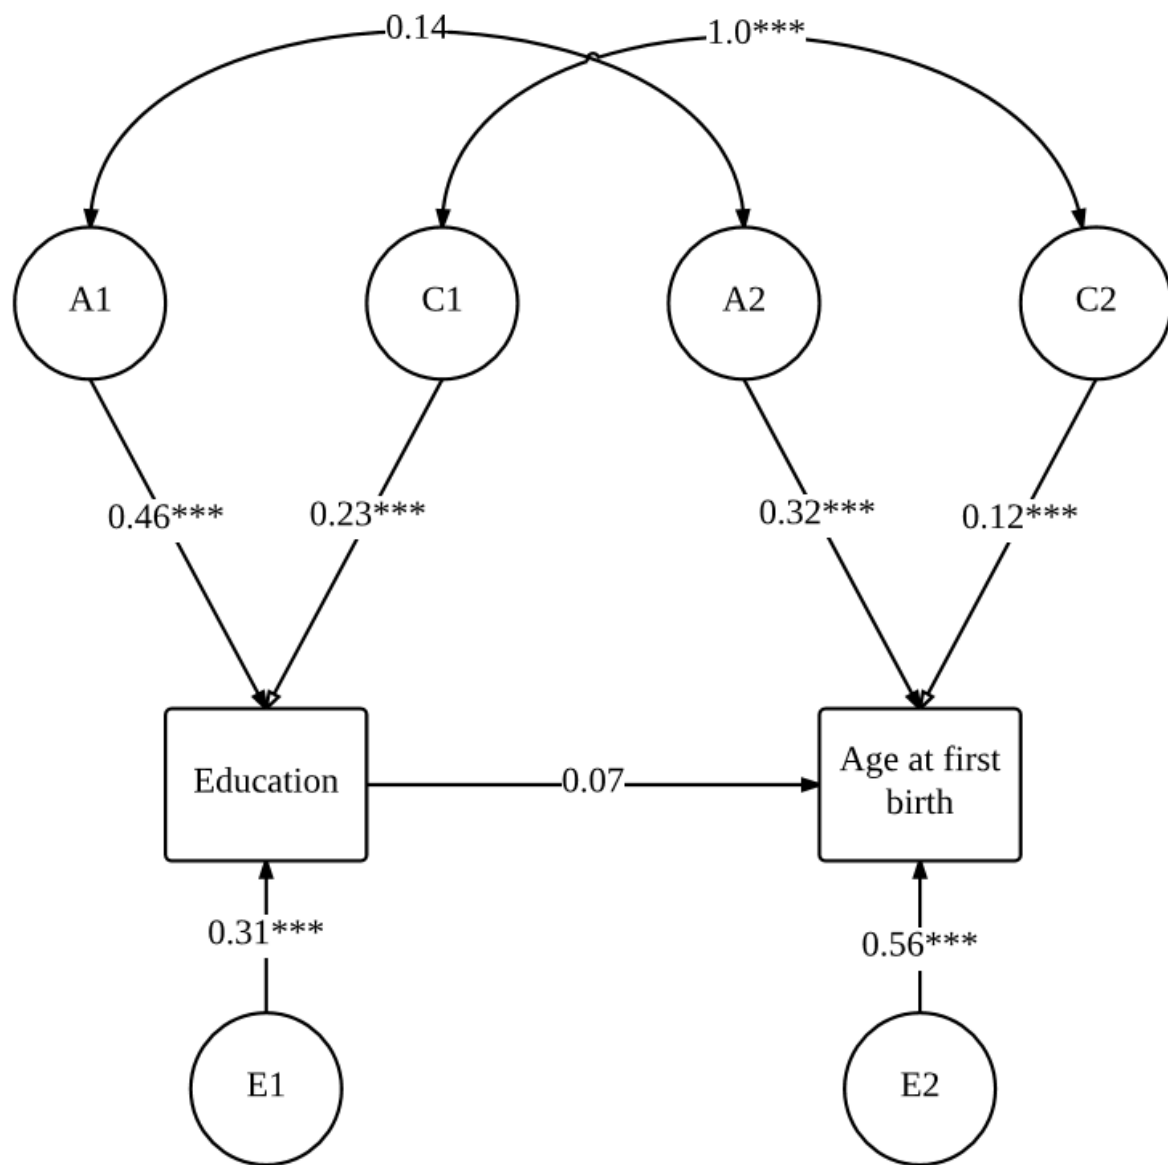 0.14
1.0***
A1
C1
A2
C2
0.46***
0.23***
0.32***
0.12***
Education
0.07
Age at first
birth
0.31***
0.56***
E1
E2